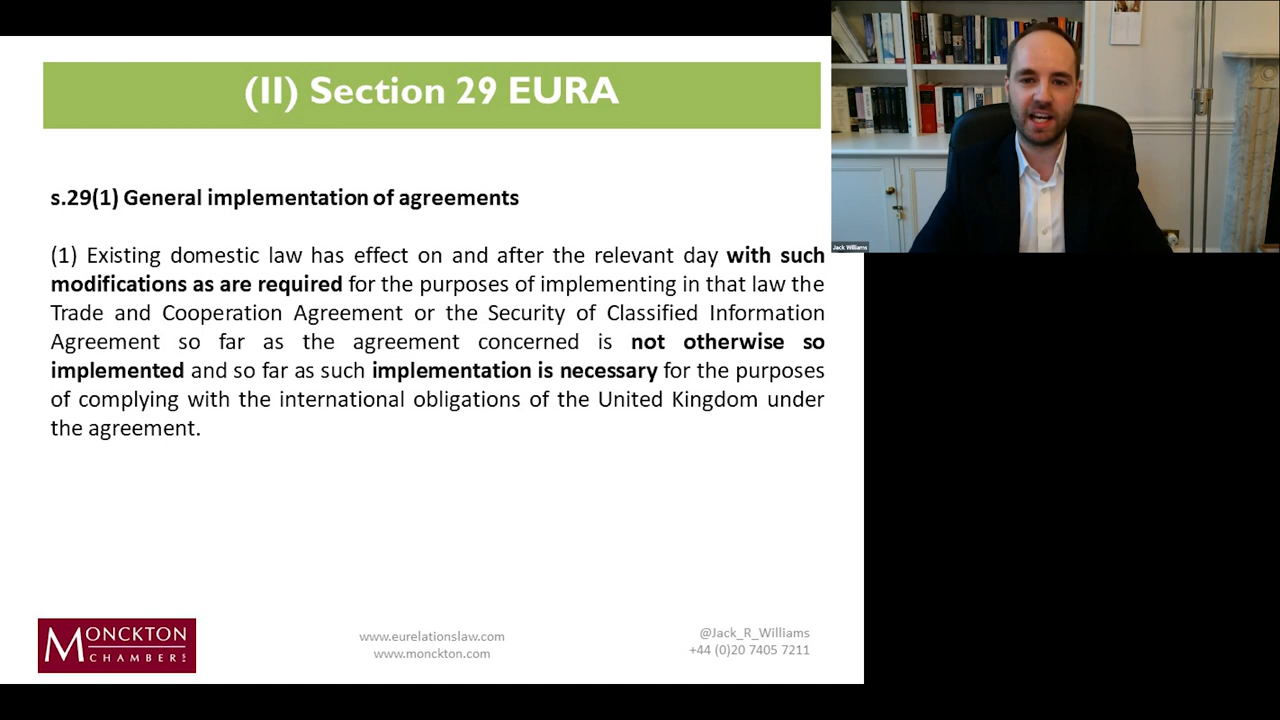 (II) Section 29 EURA
s.29(1) General implementation of agreements
(1) Existing domestic law has effect on and after the relevant day with such
modifications as are required for the purposes of implementing in that law the
Trade and Cooperation Agreement or the Security of Classified Information
Agreement so far as the agreement concerned is not otherwise so
implemented and so far as such implementation is necessary for the purposes
of complying with the international obligations of the United Kingdom under
the agreement.
MONCKTON
CHAMBERS
www.eurelationslaw.com
www.monckton.com
@Jack_R_Williams
+44 (0)20 7405 7211
Jack Williams